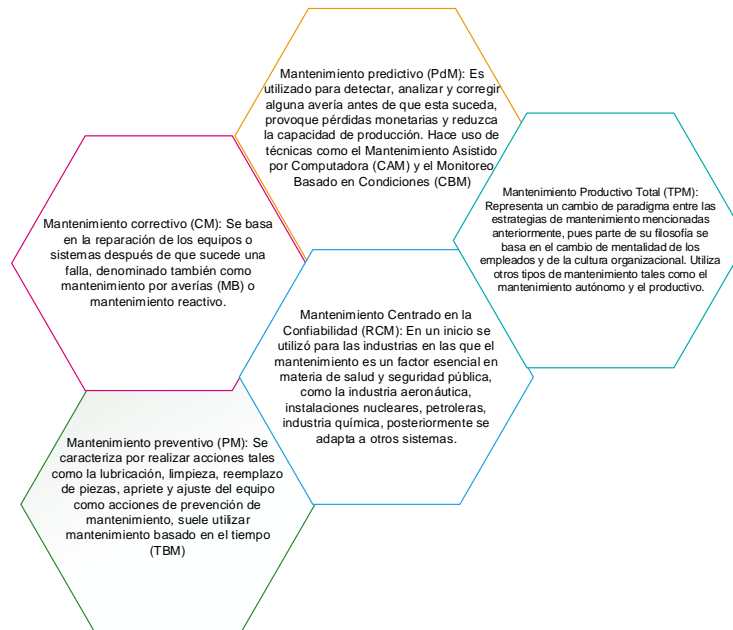 Mantenimiento predictivo (PdM): Es
utilizado para detectar, analizar y corregir
alguna avería antes de que esta suceda,
provoque pérdidas monetarias y reduzca
la capacidad de producción. Hace uso de
técnicas como el Mantenimiento Asistido
por Computadora (CAM) y el Monitoreo
Basado en Condiciones (CBM)
Mantenimiento Productivo Total (TPM):
Representa un cambio de paradigma entre las
estrategias de mantenimiento mencionadas
anteriormente, pues parte de su filosofía se
basa en el cambio de mentalidad de los
empleados y de la cultura organizacional. Utiliza
otros tipos de mantenimiento tales como el
mantenimiento autónomo y el productivo.
Mantenimiento correctivo (CM): Se basa
en la reparación de los equipos o
sistemas después de que sucede una
falla, denominado también como
mantenimiento por averías (MB) o
mantenimiento reactivo.
Mantenimiento Centrado en la
Confiabilidad (RCM): En un inicio se
utilizó para las industrias en las que el
mantenimiento es un factor esencial en
materia de salud y seguridad pública,
como la industria aeronáutica,
instalaciones nucleares, petroleras,
industria química, posteriormente se
adapta a otros sistemas.
Mantenimiento preventivo (PM): Se
caracteriza por realizar acciones tales
como la lubricación, limpieza, reemplazo
de piezas, apriete y ajuste del equipo
como acciones de prevención de
mantenimiento, suele utilizar
mantenimiento basado en el tiempo
(TBM)